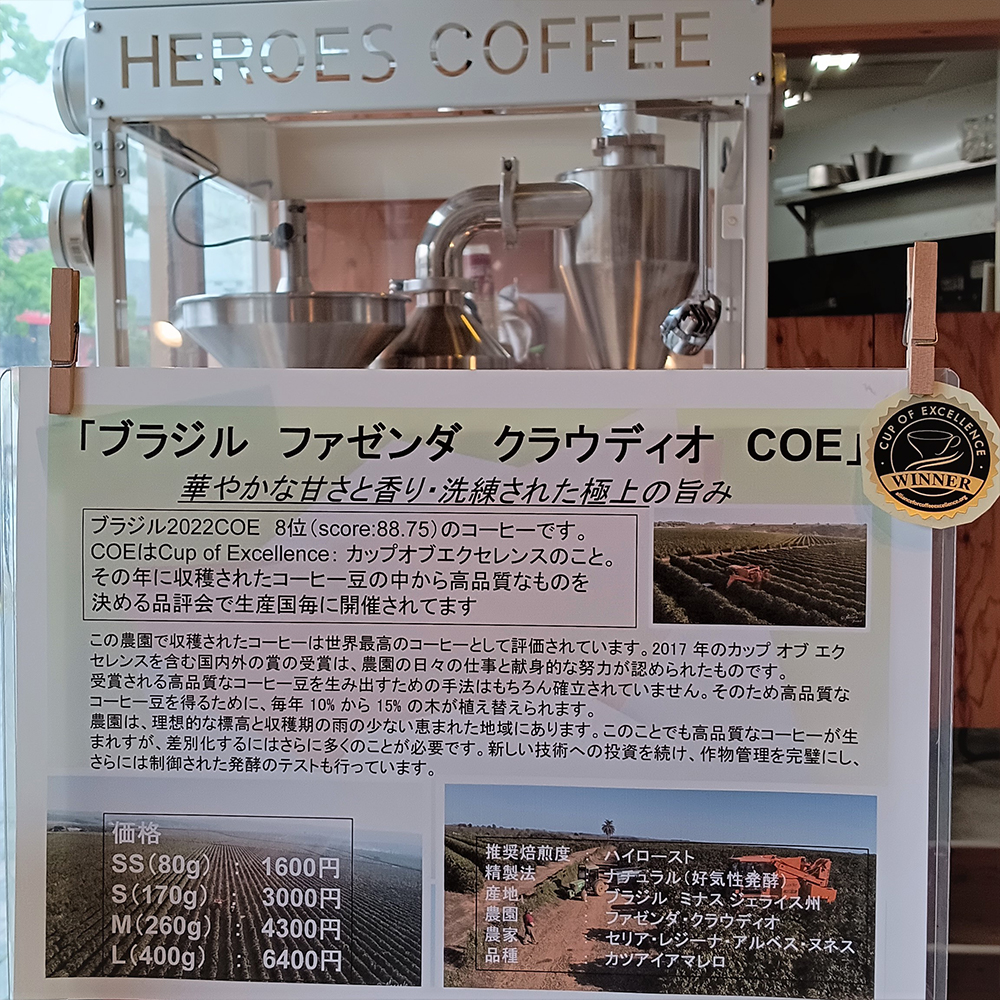 HEROES COFFEE
「ブラジル ファゼンダ クラウディオ COE」
CUP OF EXCELLENCE
WINNER
allianceforcoffeeexcellence.org
華やかな甘さと香り・洗練された極上の旨み
ブラジル2022COE 8位(score:88.75)のコーヒーです。
COEはCup of Excellence: カップオブエクセレンスのこと。
その年に収穫されたコーヒー豆の中から高品質なものを
決める品評会で生産国毎に開催されてます
この農園で収穫されたコーヒーは世界最高のコーヒーとして評価されています。2017 年のカップ オブ エク
セレンスを含む国内外の賞の受賞は、農園の日々の仕事と献身的な努力が認められたものです。
受賞される高品質なコーヒー豆を生み出すための手法はもちろん確立されていません。そのため高品質な
コーヒー豆を得るために、毎年 10% から 15% の木が植え替えられます。
農園は、理想的な標高と収穫期の雨の少ない恵まれた地域にあります。このことでも高品質なコーヒーが生
まれすが、差別化するにはさらに多くのことが必要です。新しい技術への投資を続け、作物管理を完璧にし、
さらには制御された発酵のテストも行っています。
価格
SS(80g) : 1600円
S(170g) : 3000円
M(260g) : 4300円
L(400g) : 6400円
推奨焙煎度 : ハイロースト
精製法 : ナチュラル(好気性発酵)
産地 : ブラジル ミナス ジェライス州
農園 : ファゼンダ・クラウディオ
農家 : セリア・レジーナ・アルベス・ヌネス
品種 : カツアイアマレロ